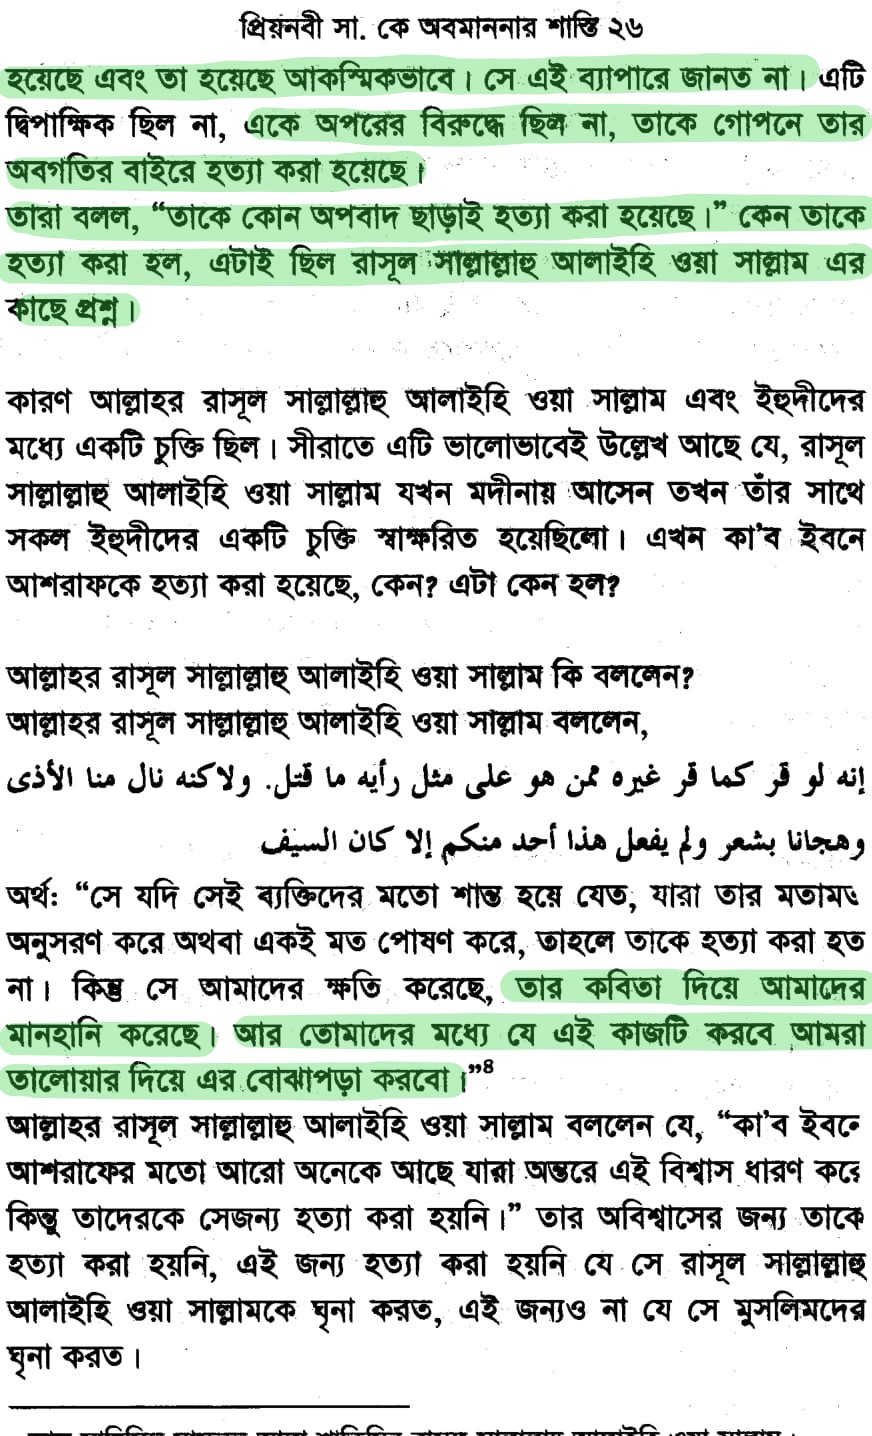 প্রিয়নবী সা. কে অবমাননার শাস্তি ২৬
হয়েছে এবং তা হয়েছে আকস্মিকভাবে। সে এই ব্যাপারে জানত না। এটি
দ্বিপাক্ষিক ছিল না, একে অপরের বিরুদ্ধে ছিল না, তাকে গোপনে তার
অবগতির বাইরে হত্যা করা হয়েছে।
তারা বলল, “তাকে কোন অপবাদ ছাড়াই হত্যা করা হয়েছে।” কেন তাকে
হত্যা করা হল, এটাই ছিল রাসূল সাল্লাল্লাহু আলাইহি ওয়া সাল্লাম এর
কাছে প্রশ্ন।
কারণ আল্লাহর রাসূল সাল্লাল্লাহু আলাইহি ওয়া সাল্লাম এবং ইহুদীদের
মধ্যে একটি চুক্তি ছিল। সীরাতে এটি ভালোভাবেই উল্লেখ আছে যে, রাসূল
সাল্লাল্লাহু আলাইহি ওয়া সাল্লাম যখন মদীনায় আসেন তখন তাঁর সাথে
সকল ইহুদীদের একটি চুক্তি স্বাক্ষরিত হয়েছিলো। এখন কা’ব ইবনে
আশরাফকে হত্যা করা হয়েছে, কেন? এটা কেন হল?
আল্লাহর রাসূল সাল্লাল্লাহু আলাইহি ওয়া সাল্লাম কি বললেন?
আল্লাহর রাসূল সাল্লাল্লাহু আলাইহি ওয়া সাল্লাম বললেন,
إنه لو قر كما قر غيره ممن هو على مثل رأيه ما قتل. ولاكنه نال منا الأذى
وهجانا بشعر ولم يفعل هذا أحد منكم إلا كان السيف
অর্থ: “সে যদি সেই ব্যক্তিদের মতো শান্ত হয়ে যেত, যারা তার মতামত
অনুসরণ করে অথবা একই মত পোষণ করে, তাহলে তাকে হত্যা করা হত
না। কিন্তু সে আমাদের ক্ষতি করেছে, তার কবিতা দিয়ে আমাদের
মানহানি করেছে। আর তোমাদের মধ্যে যে এই কাজটি করবে আমরা
তালোয়ার দিয়ে এর বোঝাপড়া করবো।”৪
আল্লাহর রাসূল সাল্লাল্লাহু আলাইহি ওয়া সাল্লাম বললেন যে, “কা’ব ইবনে
আশরাফের মতো আরো অনেকে আছে যারা অন্তরে এই বিশ্বাস ধারণ করে
কিন্তু তাদেরকে সেজন্য হত্যা করা হয়নি।” তার অবিশ্বাসের জন্য তাকে
হত্যা করা হয়নি, এই জন্য হত্যা করা হয়নি যে সে রাসূল সাল্লাল্লাহু
আলাইহি ওয়া সাল্লামকে ঘৃনা করত, এই জন্যও না যে সে মুসলিমদের
ঘৃনা করত।